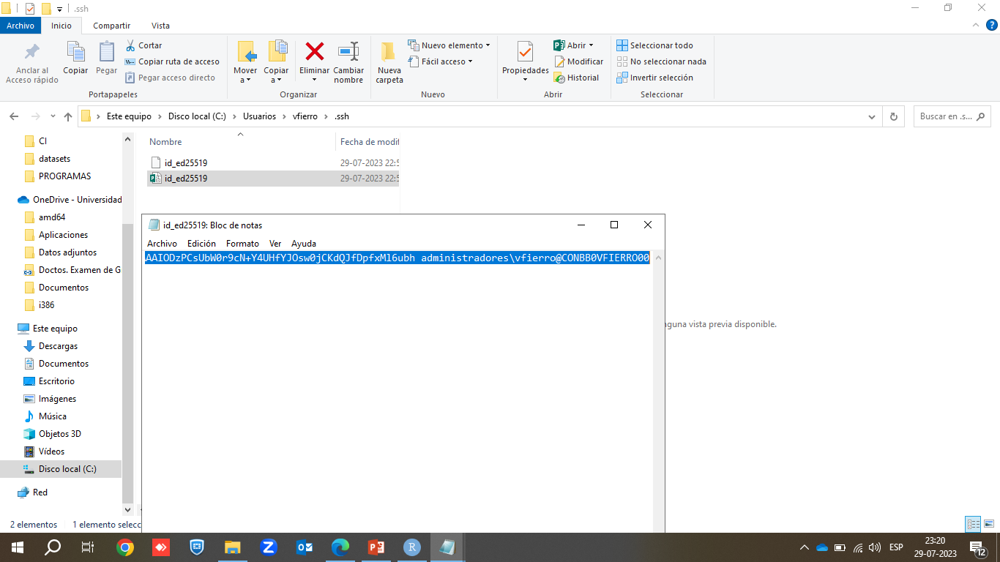 .ssh
Archivo Inicio Compartir Vista
Anclar al Acceso rápido
Copiar
Pegar
Cortar
Copiar ruta de acceso
Pegar acceso directo
Portapapeles
Mover a
Copiar a
Eliminar
Cambiar nombre
Organizar
Nueva carpeta
Nuevo elemento
Fácil acceso
Nuevo
Propiedades
Abrir
Modificar
Historial
Abrir
Seleccionar todo
No seleccionar nada
Invertir selección
Seleccionar
Este equipo > Disco local (C:) > Usuarios > vfierro > .ssh
Buscar en .s...
CI
datasets
PROGRAMAS
OneDrive - Universidad
amd64
Aplicaciones
Datos adjuntos
Doctos. Examen de G
Documentos
i386
Este equipo
Descargas
Documentos
Escritorio
Imágenes
Música
Objetos 3D
Vídeos
Disco local (C:)
Red
Nombre Fecha de modif
id_ed25519 29-07-2023 22:5
id_ed25519 29-07-2023 22:5
id_ed25519: Bloc de notas
Archivo Edición Formato Ver Ayuda
AAIODzPCsUbW0r9cN+Y4UHfYJOsw0jCKdQJfDpfxMl6ubh administradores\vfierro@CONBB0VFIERRO00
guna vista previa disponible.
2 elementos 1 elemento selecc
ESP
23:20
29-07-2023
12